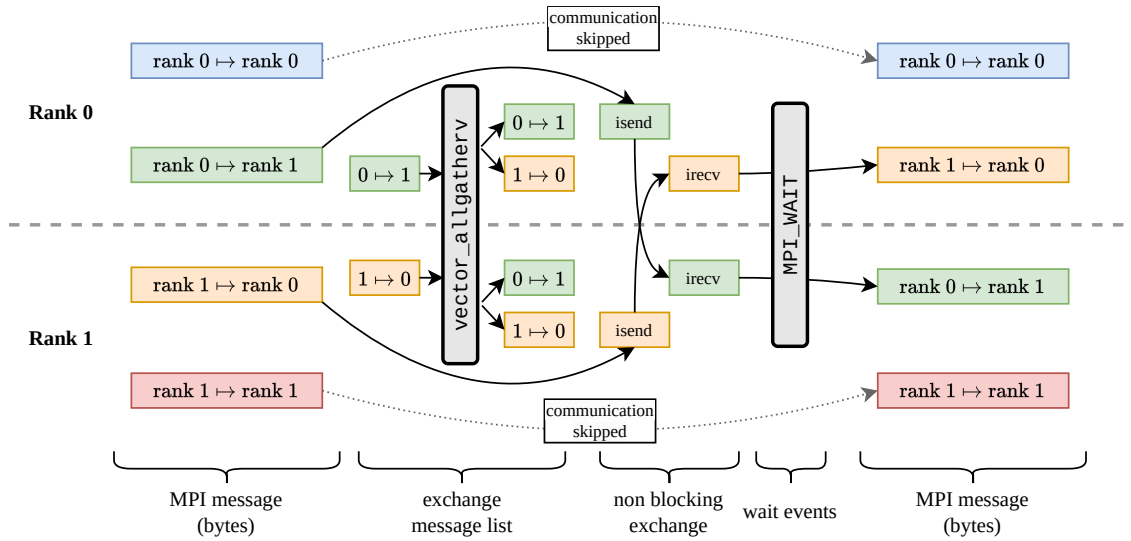 communication
skipped
rank 0 ↦ rank 0
rank 0 ↦ rank 0
Rank 0
0 ↦ 1
isend
rank 0 ↦ rank 1
0 ↦ 1
vector_allgatherv
1 ↦ 0
irecv
MPI_WAIT
rank 1 ↦ rank 0
rank 1 ↦ rank 0
1 ↦ 0
0 ↦ 1
irecv
rank 0 ↦ rank 1
Rank 1
1 ↦ 0
isend
rank 1 ↦ rank 1
rank 1 ↦ rank 1
communication
skipped
MPI message
(bytes)
exchange
message list
non blocking
exchange
wait events
MPI message
(bytes)